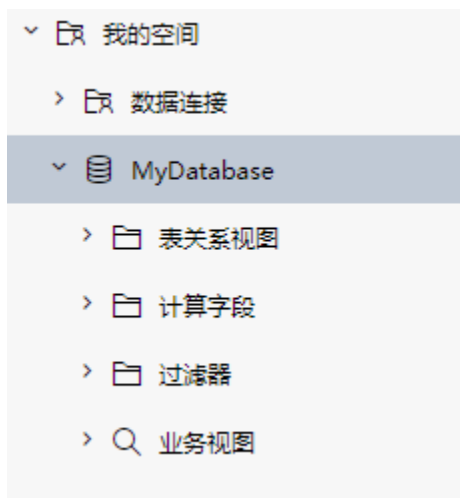 我的空间
数据连接
MyDatabase
表关系视图
计算字段
过滤器
业务视图